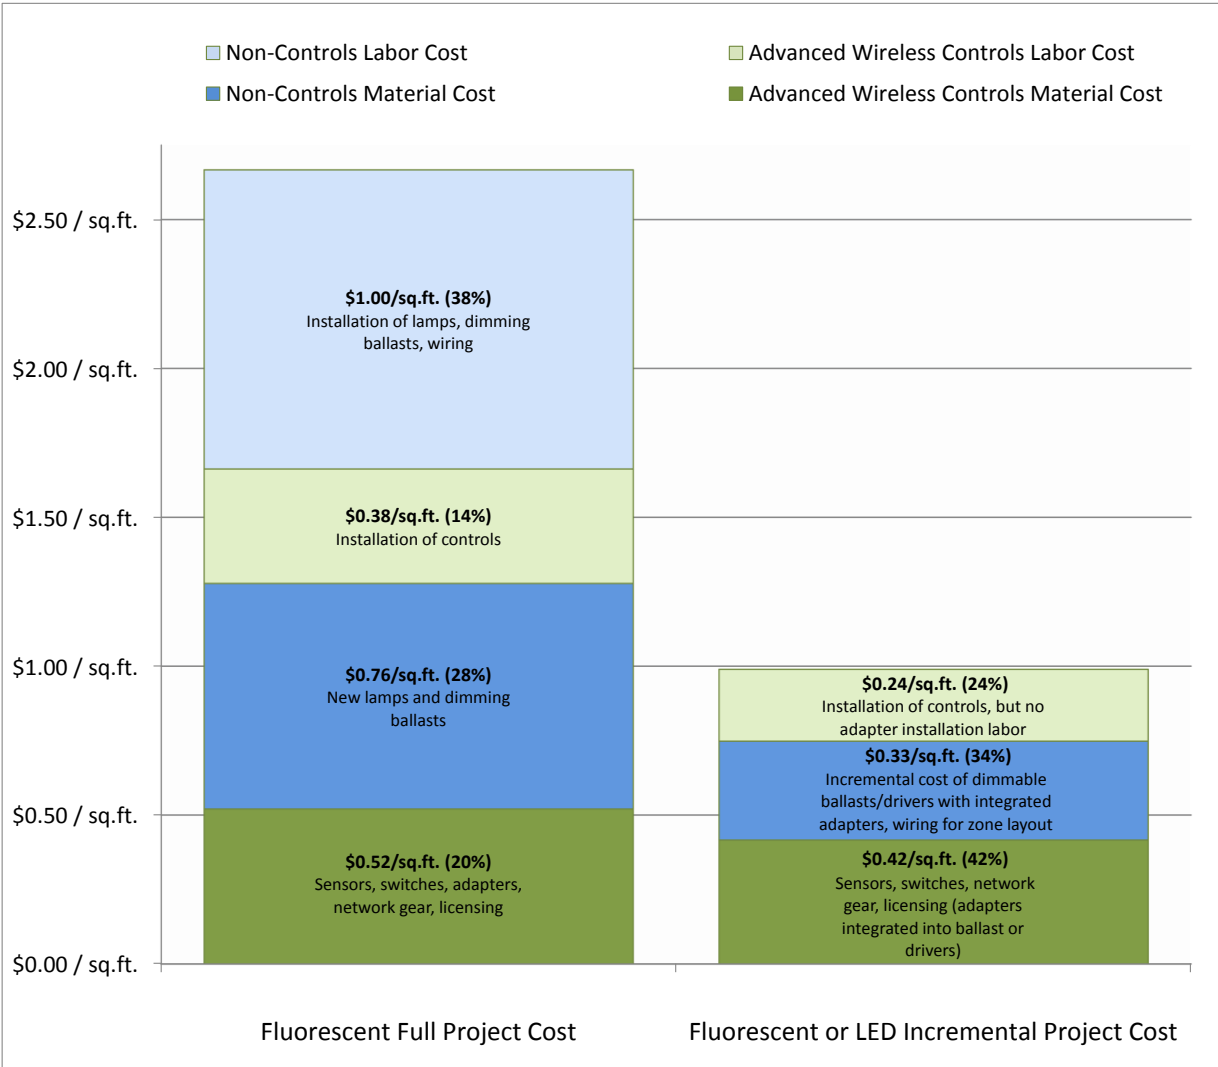 Non-Controls Labor Cost
Advanced Wireless Controls Labor Cost
Non-Controls Material Cost
Advanced Wireless Controls Material Cost
$2.50 / sq.ft.
$2.00 / sq.ft.
$1.50 / sq.ft.
$1.00 / sq.ft.
$0.50 / sq.ft.
$0.00 / sq.ft.
$1.00/sq.ft. (38%)
Installation of lamps, dimming
ballasts, wiring
$0.38/sq.ft. (14%)
Installation of controls
$0.76/sq.ft. (28%)
New lamps and dimming
ballasts
$0.52/sq.ft. (20%)
Sensors, switches, adapters,
network gear, licensing
$0.24/sq.ft. (24%)
Installation of controls, but no
adapter installation labor
$0.33/sq.ft. (34%)
Incremental cost of dimmable
ballasts/drivers with integrated
adapters, wiring for zone layout
$0.42/sq.ft. (42%)
Sensors, switches, network
gear, licensing (adapters
integrated into ballast or
drivers)
Fluorescent Full Project Cost
Fluorescent or LED Incremental Project Cost